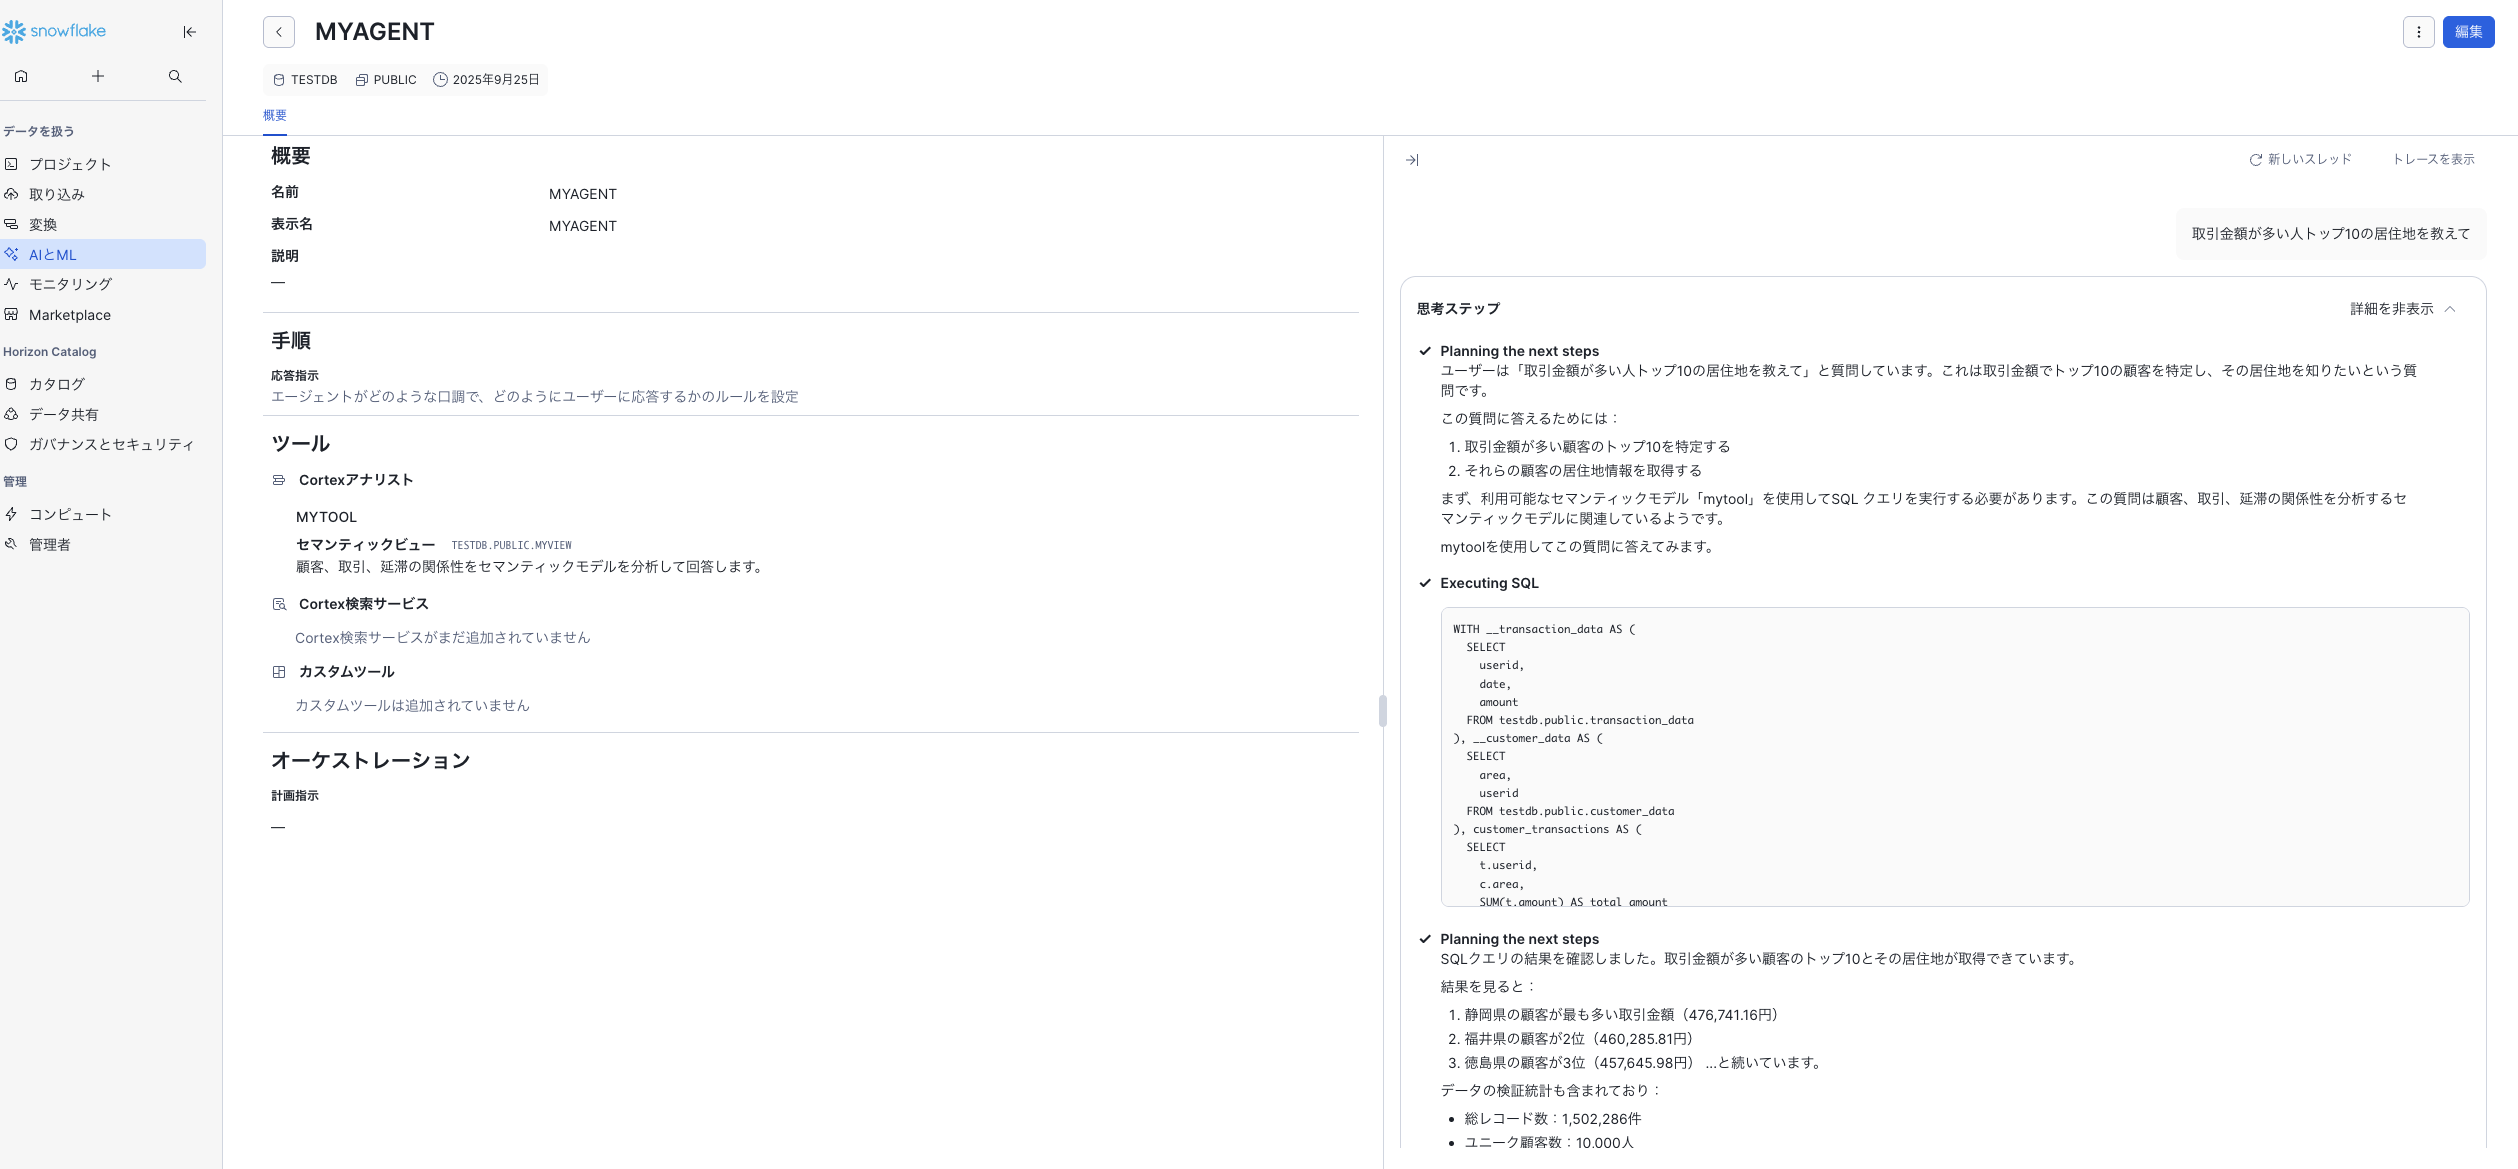 snowflake
データを扱う
プロジェクト
取り込み
変換
AIとML
モニタリング
Marketplace
Horizon Catalog
カタログ
データ共有
ガバナンスとセキュリティ
管理
コンピュート
管理者
MYAGENT
編集
TESTDB PUBLIC 2025年9月25日
概要
概要
名前 MYAGENT
表示名 MYAGENT
説明
—
手順
応答指示
エージェントがどのような口調で、どのようにユーザーに応答するかのルールを設定
ツール
Cortexアナリスト
MYTOOL
セマンティックビュー TESTDB.PUBLIC.MYVIEW
顧客、取引、延滞の関係性をセマンティックモデルを分析して回答します。
Cortex検索サービス
Cortex検索サービスがまだ追加されていません
カスタムツール
カスタムツールは追加されていません
オーケストレーション
計画指示
—
新しいスレッド トレースを表示
取引金額が多い人トップ10の居住地を教えて
思考ステップ 詳細を非表示
Planning the next steps
ユーザーは「取引金額が多い人トップ10の居住地を教えて」と質問しています。これは取引金額でトップ10の顧客を特定し、その居住地を知りたいという質
問です。
この質問に答えるためには：
1. 取引金額が多い顧客のトップ10を特定する
2. それらの顧客の居住地情報を取得する
まず、利用可能なセマンティックモデル「mytool」を使用してSQL クエリを実行する必要があります。この質問は顧客、取引、延滞の関係性を分析するセ
マンティックモデルに関連しているようです。
mytoolを使用してこの質問に答えてみます。
Executing SQL
WITH __transaction_data AS (
SELECT
userid,
date,
amount
FROM testdb.public.transaction_data
), __customer_data AS (
SELECT
area,
userid
FROM testdb.public.customer_data
), customer_transactions AS (
SELECT
t.userid,
c.area,
SUM(t.amount) AS total_amount
Planning the next steps
SQLクエリの結果を確認しました。取引金額が多い顧客のトップ10とその居住地が取得できています。
結果を見ると：
1. 静岡県の顧客が最も多い取引金額（476,741.16円）
2. 福井県の顧客が2位（460,285.81円）
3. 徳島県の顧客が3位（457,645.98円） ...と続いています。
データの検証統計も含まれており：
• 総レコード数：1,502,286件
• ユニーク顧客数：10,000人